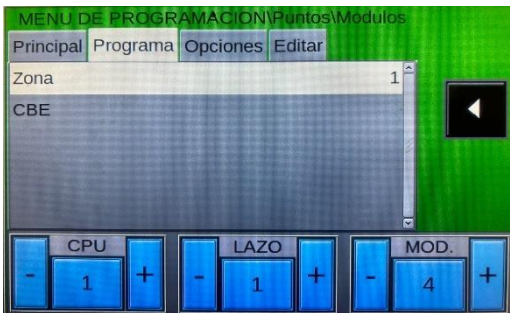 MENU DE PROGRAMACION\Puntos\Modulos
Principal Programa Opciones Editar
Zona 1
CBE
CPU LAZO MOD.
- 1 + - 1 + - 4 +